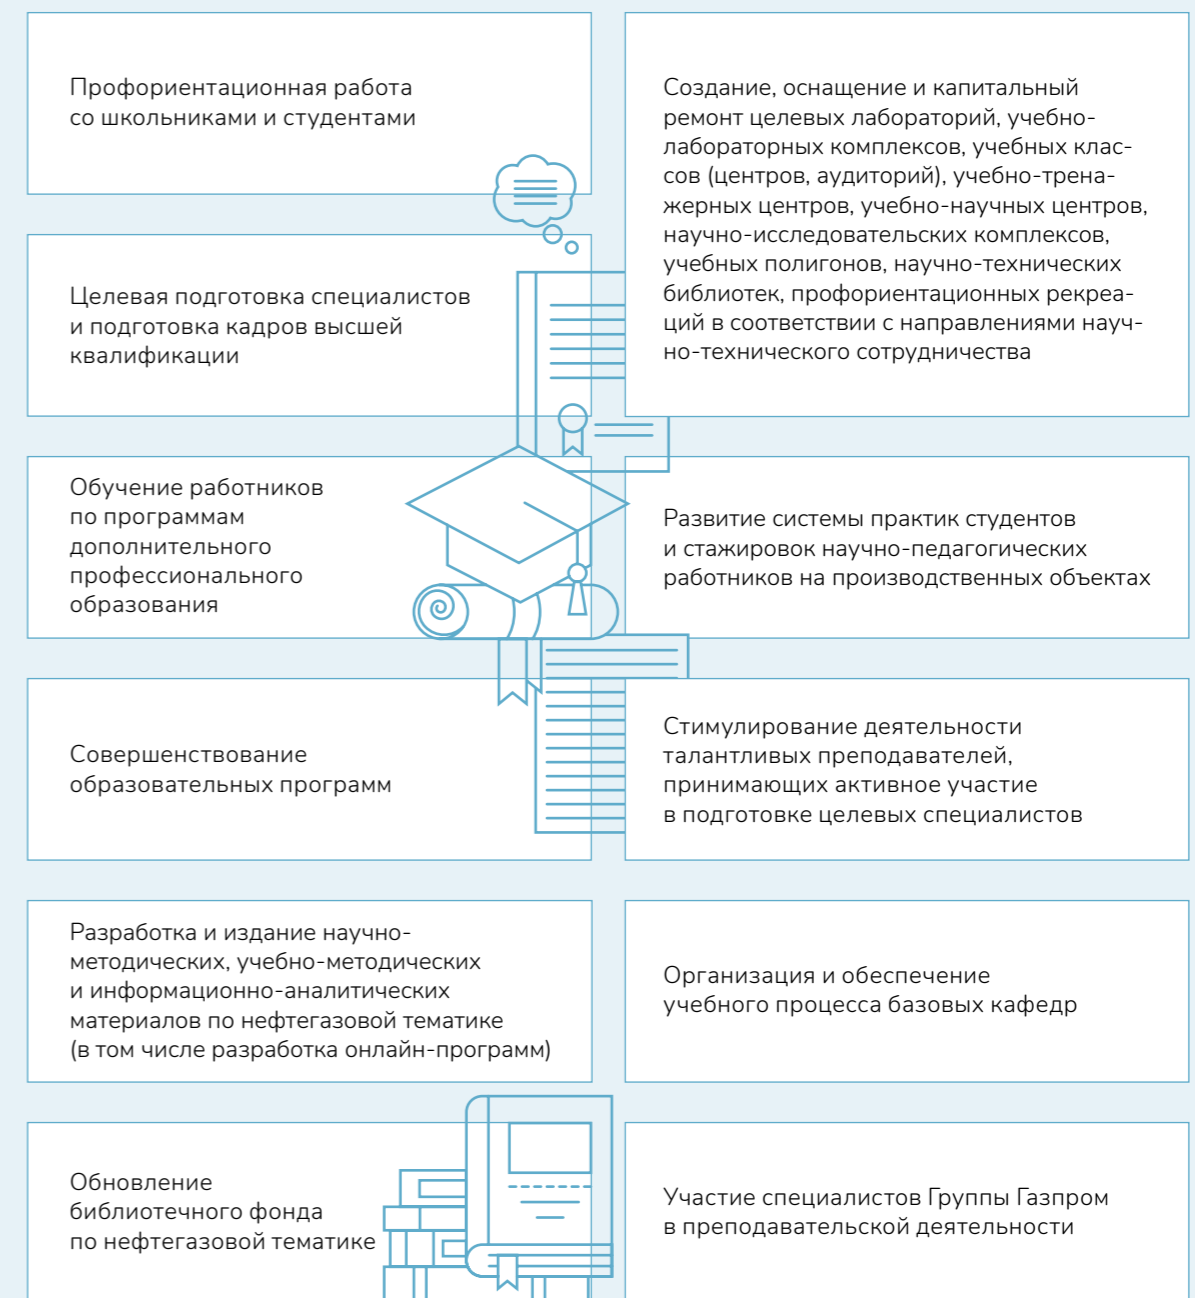 Профориентационная работа
со школьниками и студентами
Целевая подготовка специалистов
и подготовка кадров высшей
квалификации
Обучение работников
по программам
дополнительного
профессионального
образования
Совершенствование
образовательных программ
Разработка и издание научно-
методических, учебно-методических
и информационно-аналитических
материалов по нефтегазовой тематике
(в том числе разработка онлайн-программ)
Обновление
библиотечного фонда
по нефтегазовой тематике
Создание, оснащение и капитальный
ремонт целевых лабораторий, учебно-
лабораторных комплексов, учебных клас-
сов (центров, аудиторий), учебно-трена-
жерных центров, учебно-научных центров,
научно-исследовательских комплексов,
учебных полигонов, научно-технических
библиотек, профориентационных рекреа-
ций в соответствии с направлениями науч-
но-технического сотрудничества
Развитие системы практик студентов
и стажировок научно-педагогических
работников на производственных объектах
Стимулирование деятельности
талантливых преподавателей,
принимающих активное участие
в подготовке целевых специалистов
Организация и обеспечение
учебного процесса базовых кафедр
Участие специалистов Группы Газпром
в преподавательской деятельности